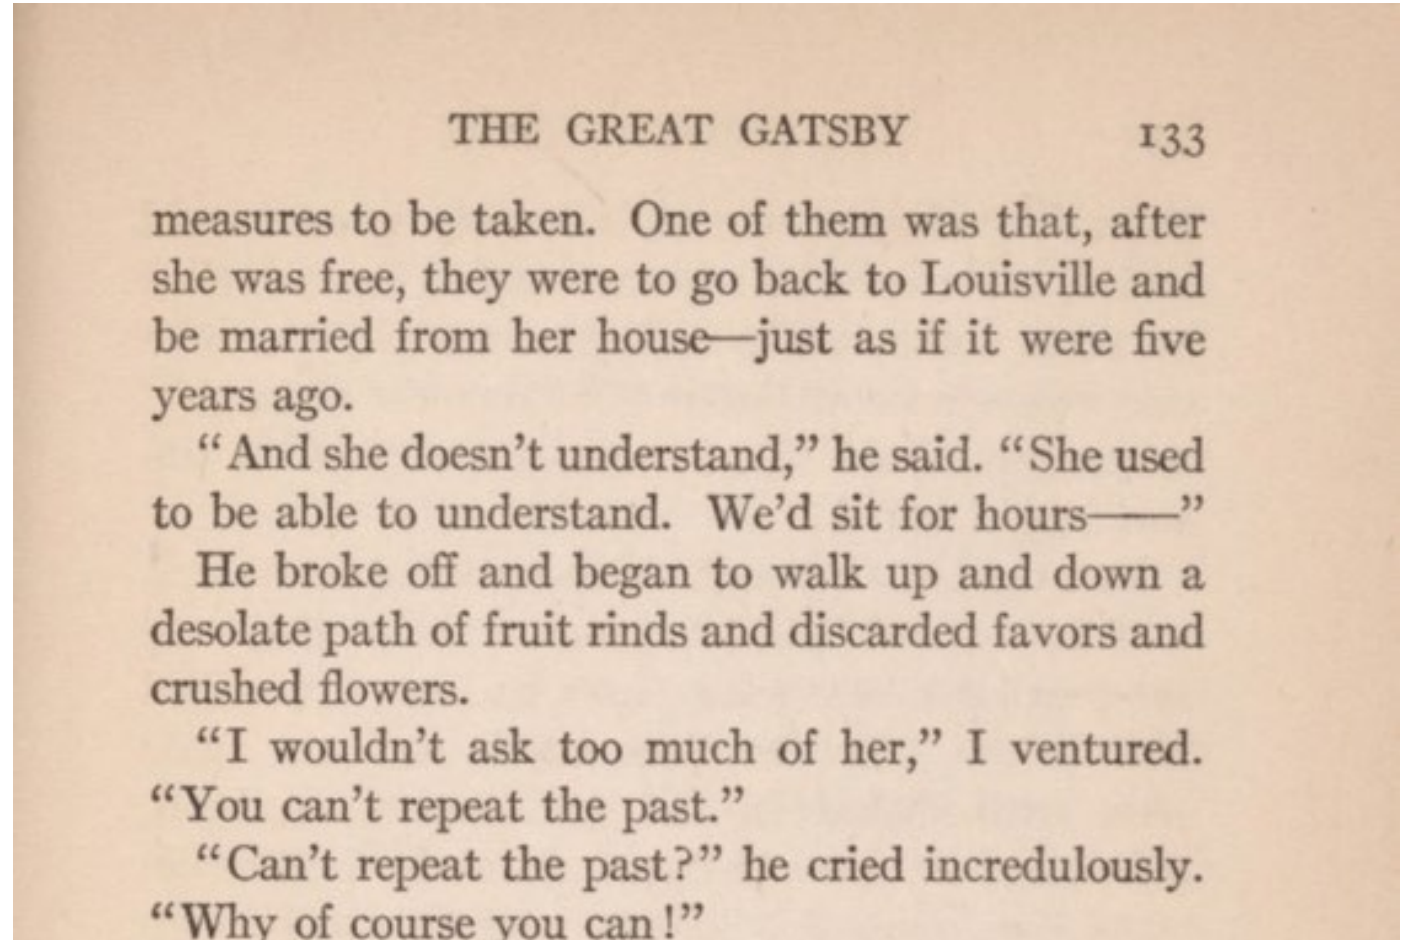 THE GREAT GATSBY 133
measures to be taken. One of them was that, after
she was free, they were to go back to Louisville and
be married from her house—just as if it were five
years ago.
“And she doesn’t understand,” he said. “She used
to be able to understand. We’d sit for hours——”
He broke off and began to walk up and down a
desolate path of fruit rinds and discarded favors and
crushed flowers.
“I wouldn’t ask too much of her,” I ventured.
“You can’t repeat the past.”
“Can’t repeat the past?” he cried incredulously.
“Why of course you can!”